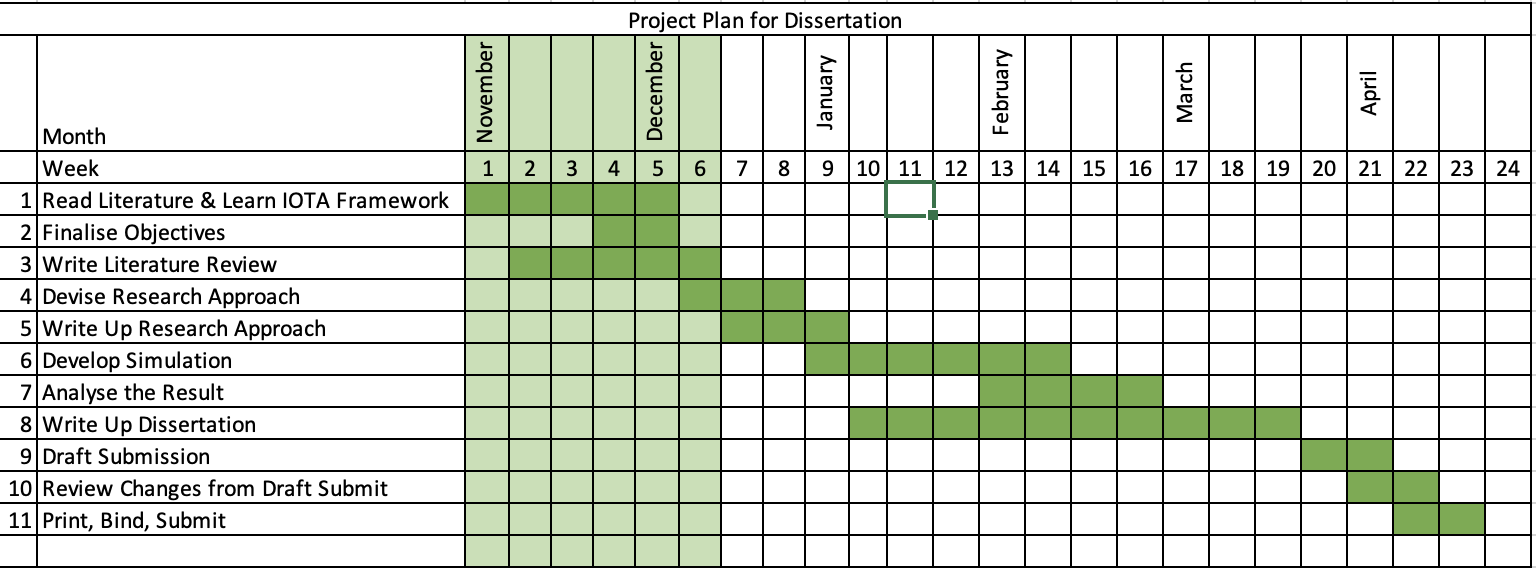 Project Plan for Dissertation
Month November December January February March April
Week 1 2 3 4 5 6 7 8 9 10 11 12 13 14 15 16 17 18 19 20 21 22 23 24
1 Read Literature & Learn IOTA Framework
2 Finalise Objectives
3 Write Literature Review
4 Devise Research Approach
5 Write Up Research Approach
6 Develop Simulation
7 Analyse the Result
8 Write Up Dissertation
9 Draft Submission
10 Review Changes from Draft Submit
11 Print, Bind, Submit